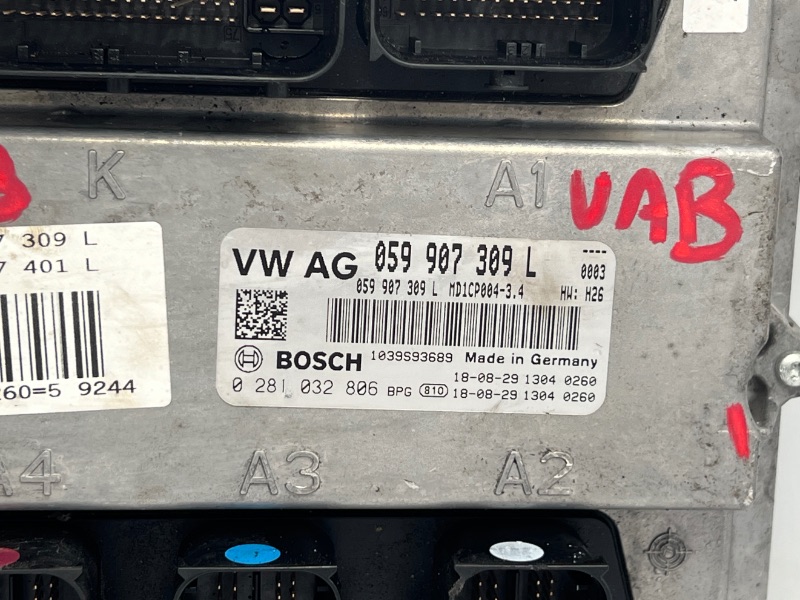 K
A1
VAB
7 309 L
7 401 L
260=5 9244
VW AG 059 907 309 L
----
0003
059 907 309 L MD1CP004-3.4 HW: H26
BOSCH 1039S93689 Made in Germany
0 281 032 806 BPG 810 18-08-29 1304 0260
18-08-29 1304 0260
A4 A3 A2